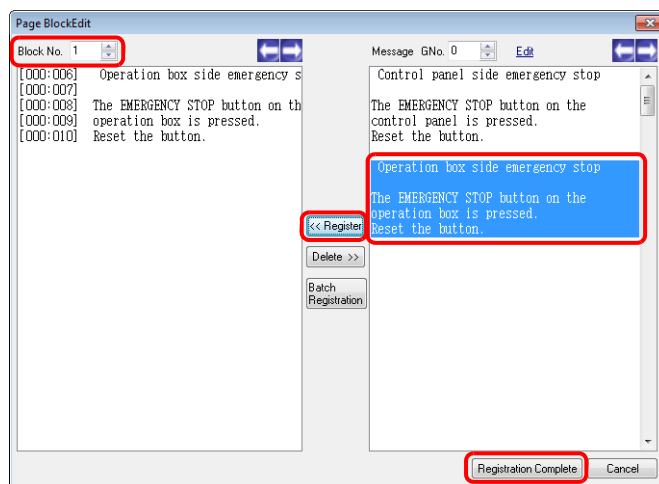 Page BlockEdit
Block No. 1
Message GNo. 0 Edit
[000:006] Operation box side emergency s
[000:007]
[000:008] The EMERGENCY STOP button on th
[000:009] operation box is pressed.
[000:010] Reset the button.
<< Register
Delete >>
Batch
Registration
Control panel side emergency stop
The EMERGENCY STOP button on the
control panel is pressed.
Reset the button.
Operation box side emergency stop
The EMERGENCY STOP button on the
operation box is pressed.
Reset the button.
Registration Complete
Cancel